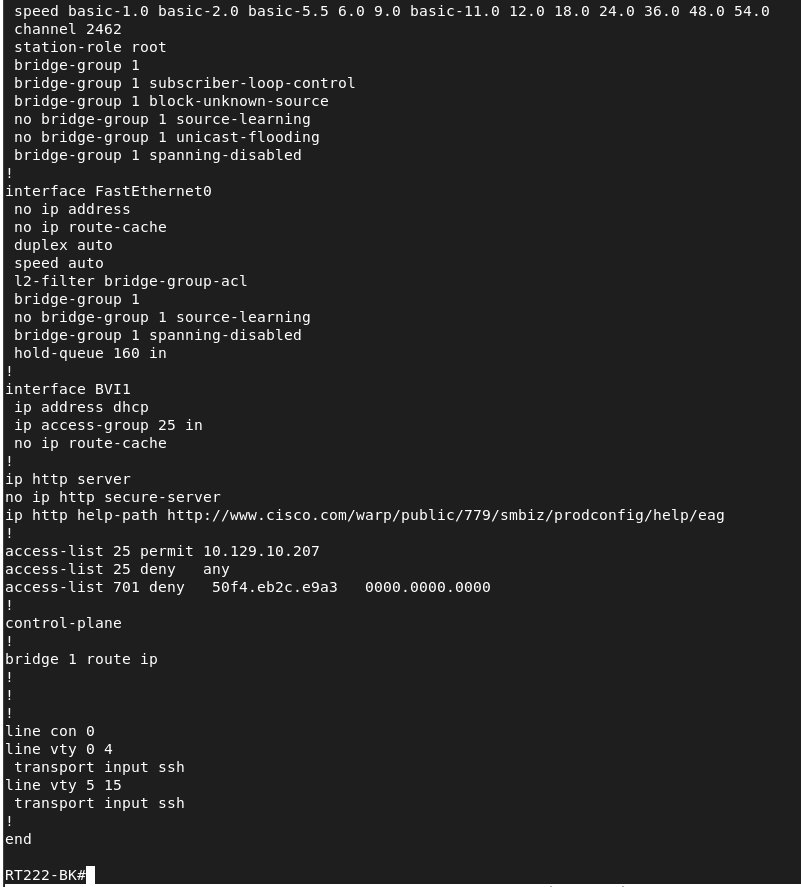 speed basic-1.0 basic-2.0 basic-5.5 6.0 9.0 basic-11.0 12.0 18.0 24.0 36.0 48.0 54.0
 channel 2462
 station-role root
 bridge-group 1
 bridge-group 1 subscriber-loop-control
 bridge-group 1 block-unknown-source
 no bridge-group 1 source-learning
 no bridge-group 1 unicast-flooding
 bridge-group 1 spanning-disabled
!
interface FastEthernet0
 no ip address
 no ip route-cache
 duplex auto
 speed auto
 l2-filter bridge-group-acl
 bridge-group 1
 no bridge-group 1 source-learning
 bridge-group 1 spanning-disabled
 hold-queue 160 in
!
interface BVI1
 ip address dhcp
 ip access-group 25 in
 no ip route-cache
!
ip http server
no ip http secure-server
ip http help-path http://www.cisco.com/warp/public/779/smbiz/prodconfig/help/eag
!
access-list 25 permit 10.129.10.207
access-list 25 deny   any
access-list 701 deny   50f4.eb2c.e9a3   0000.0000.0000
!
control-plane
!
bridge 1 route ip
!
!
!
line con 0
line vty 0 4
 transport input ssh
line vty 5 15
 transport input ssh
!
end
RT222-BK#